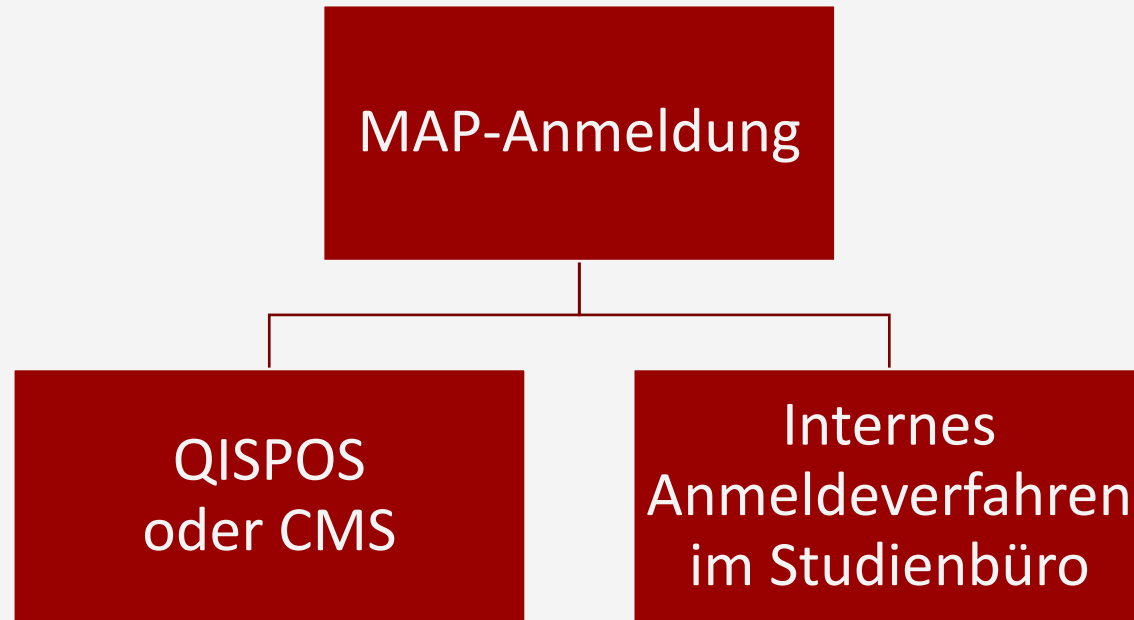 MAP-Anmeldung
QISPOS
oder CMS
Internes
Anmeldeverfahren
im Studienbüro